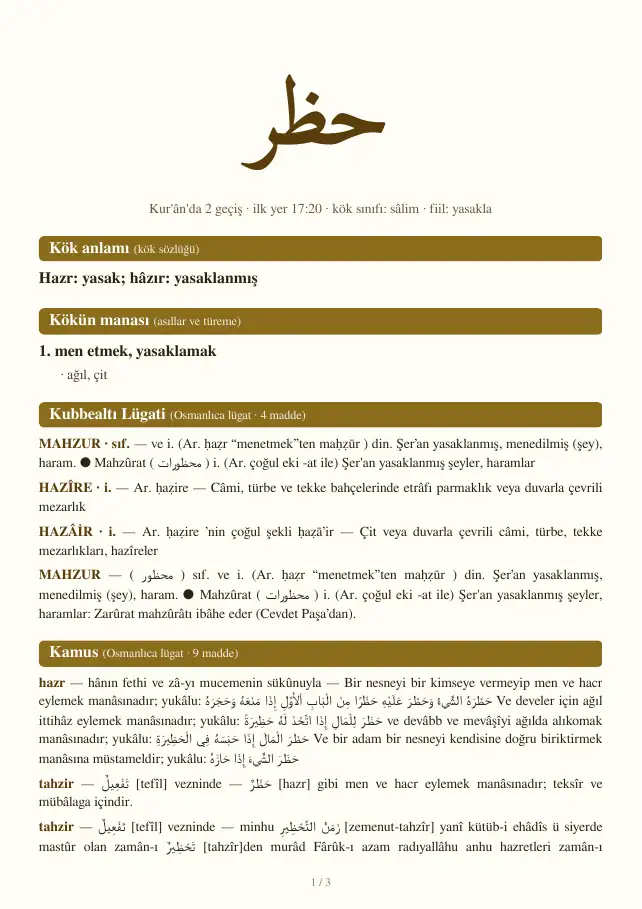 حظر
Kur'ân'da 2 geçiş · ilk yer 17:20 · kök sınıfı: sâlim · fiil: yasakla
Kök anlamı (kök sözlüğü)
Hazr: yasak; hâzır: yasaklanmış
Kökün manası (asıllar ve türeme)
1. men etmek, yasaklamak
· ağıl, çit
Kubbealtı Lügati (Osmanlıca lügat · 4 madde)
MAHZUR · sıf. — ve i. (Ar. ḥaẓr “menetmek”ten maḥẓūr ) din. Şer’an yasaklanmış, menedilmiş (şey),
haram. ● Mahzûrat ( محظورات ) i. (Ar. çoğul eki -at ile) Şer'an yasaklanmış şeyler, haramlar
HAZÎRE · i. — Ar. ḥaẓire — Câmi, türbe ve tekke bahçelerinde etrâfı parmaklık veya duvarla çevrili
mezarlık
HAZÂİR · i. — Ar. ḥaẓire ’nin çoğul şekli ḥaẓā’ir — Çit veya duvarla çevrili câmi, türbe, tekke
mezarlıkları, hazîreler
MAHZUR — ( محظور ) sıf. ve i. (Ar. ḥaẓr “menetmek”ten maḥẓūr ) din. Şer’an yasaklanmış,
menedilmiş (şey), haram. ● Mahzûrat ( محظورات ) i. (Ar. çoğul eki -at ile) Şer'an yasaklanmış şeyler,
haramlar: Zarûrat mahzûrâtı ibâhe eder (Cevdet Paşa’dan).
Kamus (Osmanlıca lügat · 9 madde)
hazr — hânın fethi ve zâ-yı mucemenin sükûnuyla — Bir nesneyi bir kimseye vermeyip men ve hacr
eylemek manâsınadır; yukâlu: حَظَرَهُ الشَّيْءَ وَحَظَرَ عَلَيْهِ حَظْرًا مِنَ الْبَابِ اْلأَوَّلِ إِذَا مَنَعَهُ وَحَجَرَهُ Ve develer için ağıl
ittihâz eylemek manâsınadır; yukâlu: حَظَرَ لِلْمَالِ إِذَا اتَّخَذَ لَهُ حَظِيرَةً ve devâbb ve mevâşîyi ağılda alıkomak
manâsınadır; yukâlu: حَظَرَ الْمَالَ إِذَا حَبَسَهُ فِي الْحَظِيرَةِ Ve bir adam bir nesneyi kendisine doğru biriktirmek
manâsına müstameldir; yukâlu: حَظَرَ الشَّيْءَ إِذَا حَازَهُ
tahzir — تَفْعِيلٌ [tefîl] vezninde — حَظْرٌ [hazr] gibi men ve hacr eylemek manâsınadır; teksîr ve
mübâlaga içindir.
tahzir — تَفْعِيلٌ [tefîl] vezninde — minhu زَمَنُ التَّحْظِيرِ [zemenut-tahzîr] yanî kütüb-i ehâdîs ü siyerde
mastûr olan zamân-ı تَحْظِيرٌ [tahzîr]den murâd Fârûk-ı azam radıyallâhu anhu hazretleri zamân-ı
1 / 3